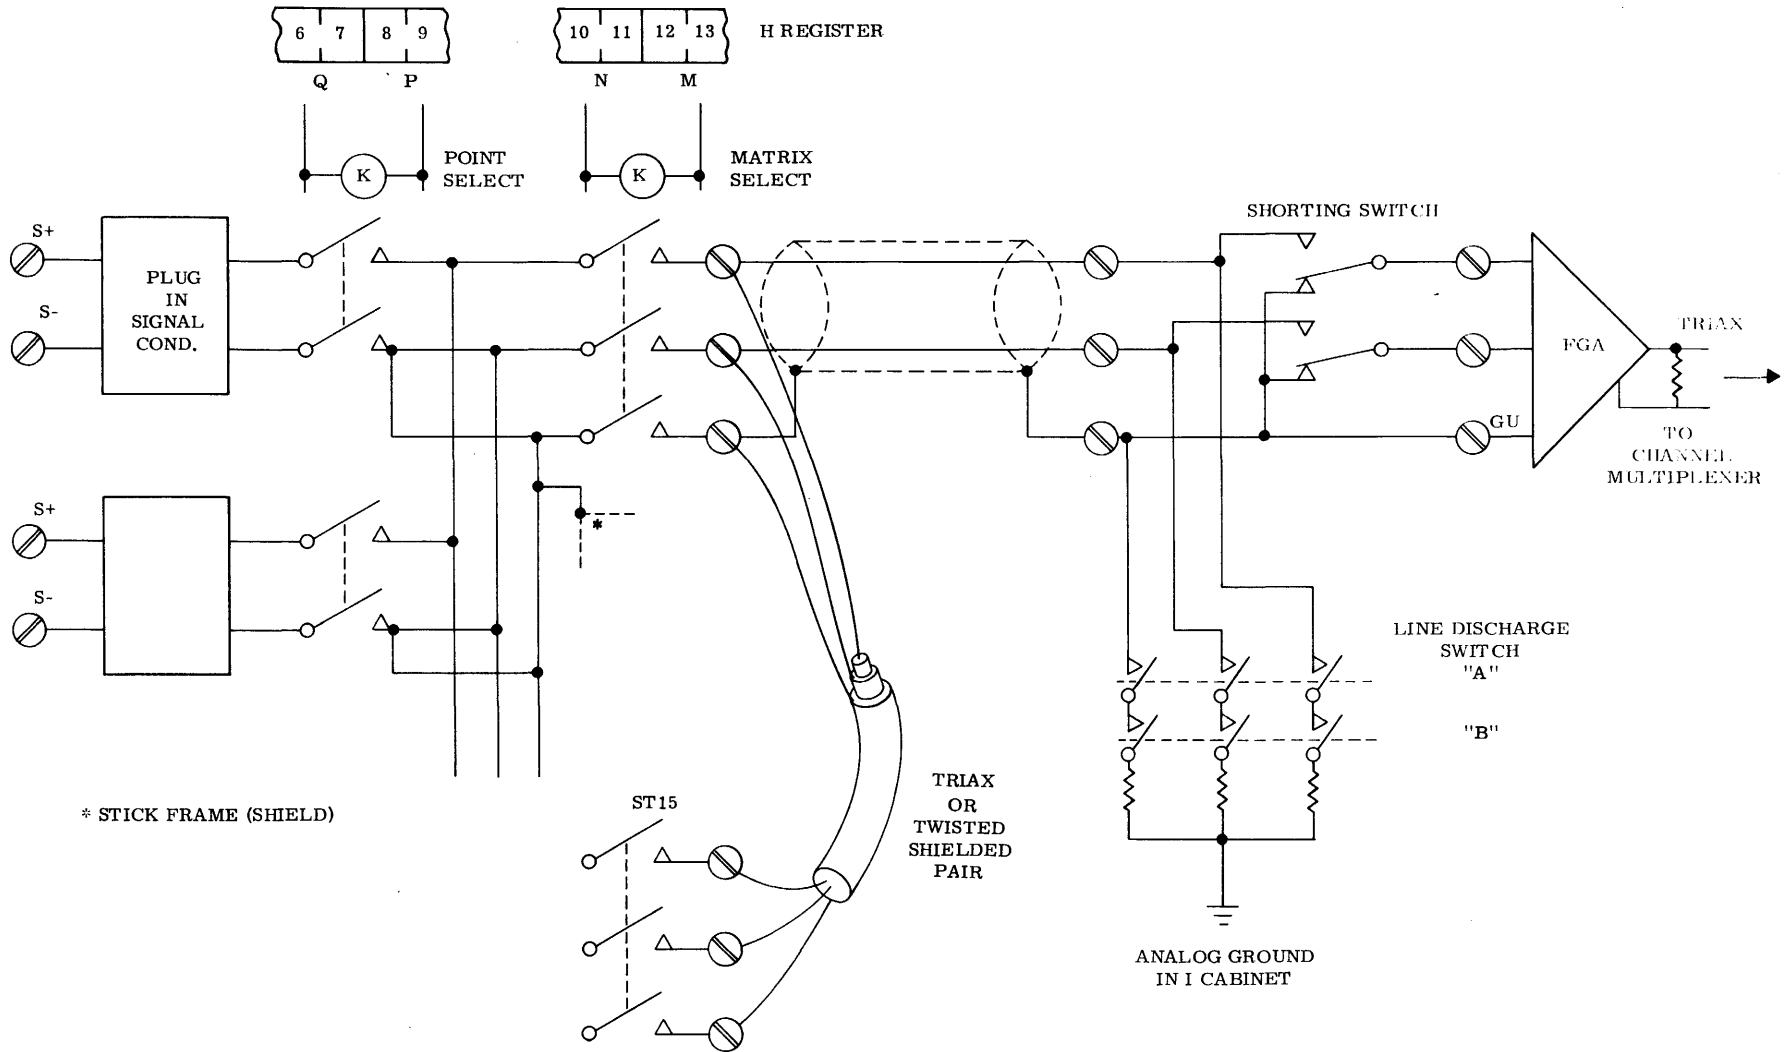 6 7 8 9
10 11 12 13
H REGISTER
Q P
N M
K
POINT
SELECT
K
MATRIX
SELECT
SHORTING SWITCH
S+
S-
PLUG
IN
SIGNAL
COND.
FGA
TRIAX
GU
TO
CHANNEL
MULTIPLEXER
S+
S-
*
LINE DISCHARGE
SWITCH
"A"
"B"
* STICK FRAME (SHIELD)
ST15
TRIAX
OR
TWISTED
SHIELDED
PAIR
ANALOG GROUND
IN I CABINET